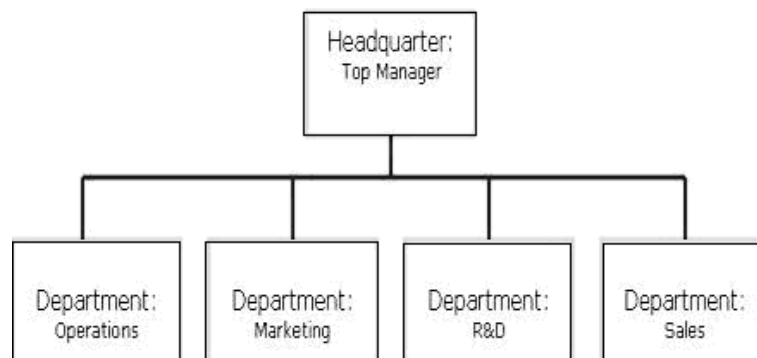 Headquarter:
Top Manager
Department:
Operations
Department:
Marketing
Department:
R&D
Department:
Sales